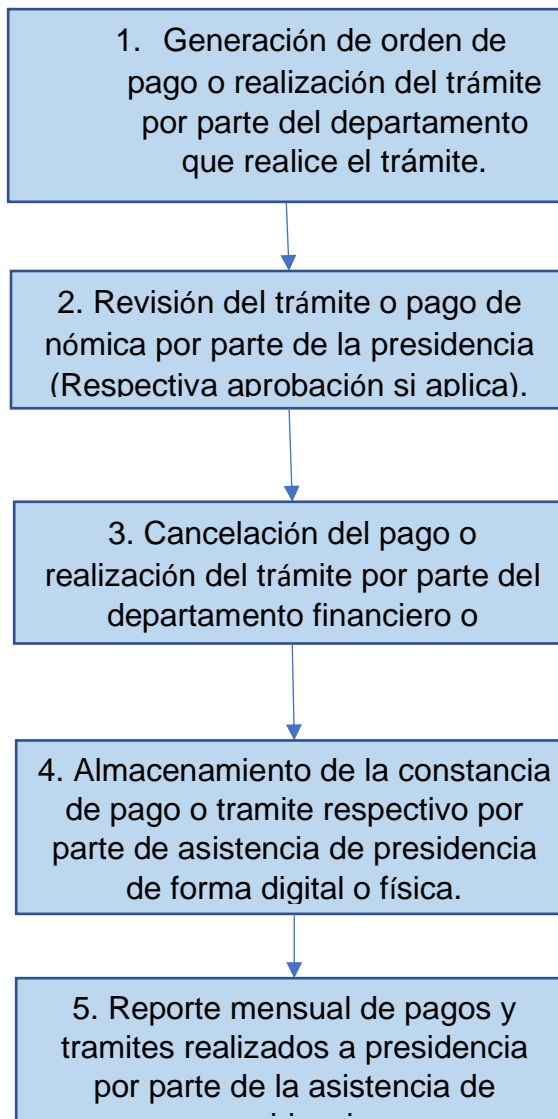 1. Generación de orden de
pago o realización del trámite
por parte del departamento
que realice el trámite.
2. Revisión del trámite o pago de
nómica por parte de la presidencia
(Respectiva aprobación si aplica).
3. Cancelación del pago o
realización del trámite por parte del
departamento financiero o
4. Almacenamiento de la constancia
de pago o tramite respectivo por
parte de asistencia de presidencia
de forma digital o física.
5. Reporte mensual de pagos y
tramites realizados a presidencia
por parte de la asistencia de